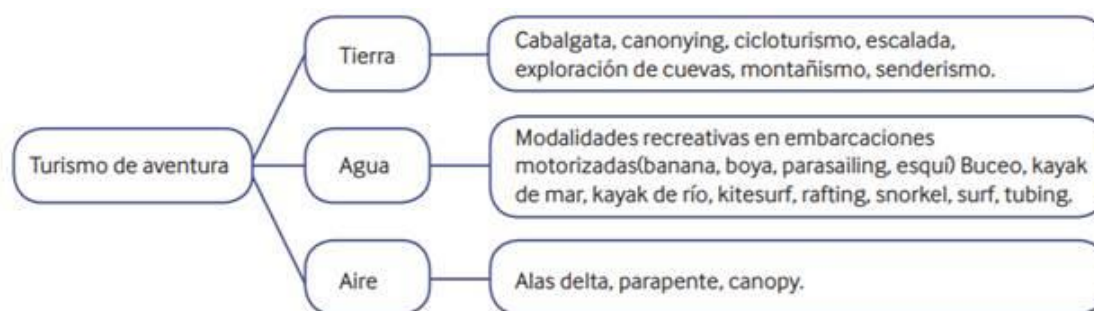 Turismo de aventura
Tierra
Cabalgata, canonying, cicloturismo, escalada,
exploración de cuevas, montañismo, senderismo.
Agua
Modalidades recreativas en embarcaciones
motorizadas(banana, boya, parasailing, esquí) Buceo, kayak
de mar, kayak de río, kitesurf, rafting, snorkel, surf, tubing.
Aire
Alas delta, parapente, canopy.